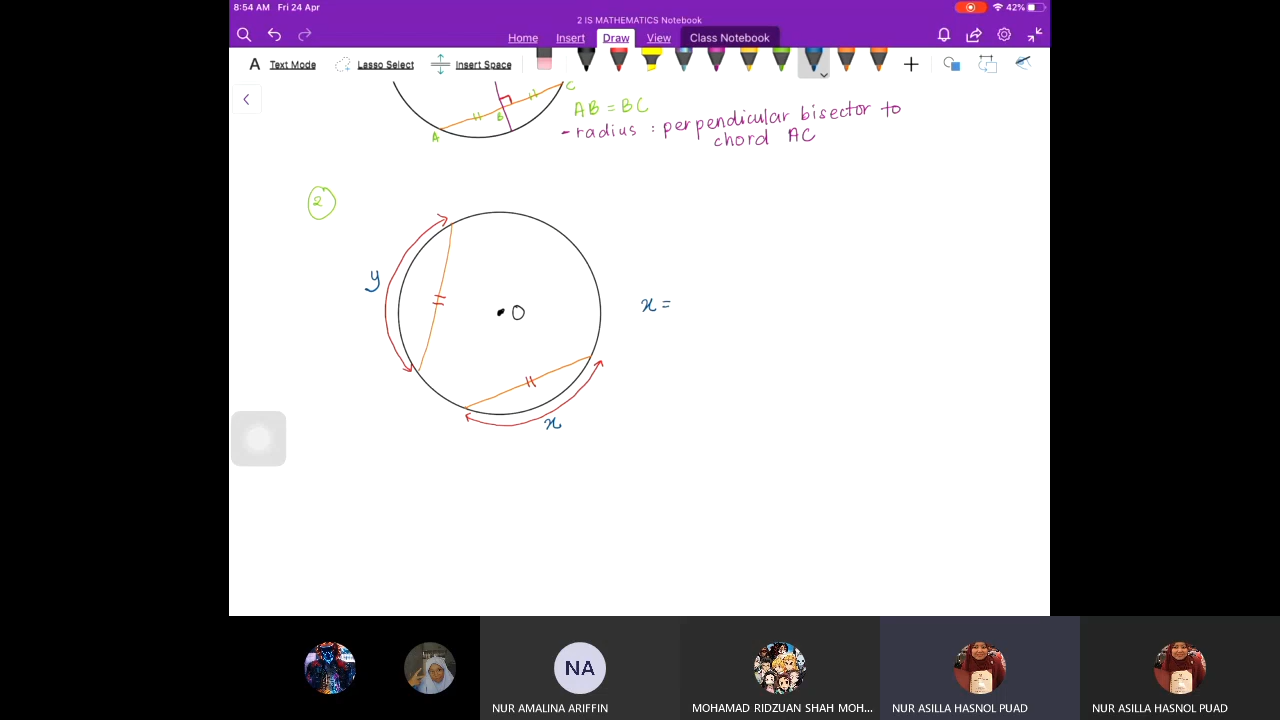 8:54 AM Fri 24 Apr
42%
2 IS MATHEMATICS Notebook
Home Insert Draw View Class Notebook
A Text Mode Lasso Select Insert Space
C
AB = BC
B
A
- radius : perpendicular bisector to
chord AC
2
y
O
x =
x
NA
NUR AMALINA ARIFFIN
MOHAMAD RIDZUAN SHAH MOH...
NUR ASILLA HASNOL PUAD
NUR ASILLA HASNOL PUAD